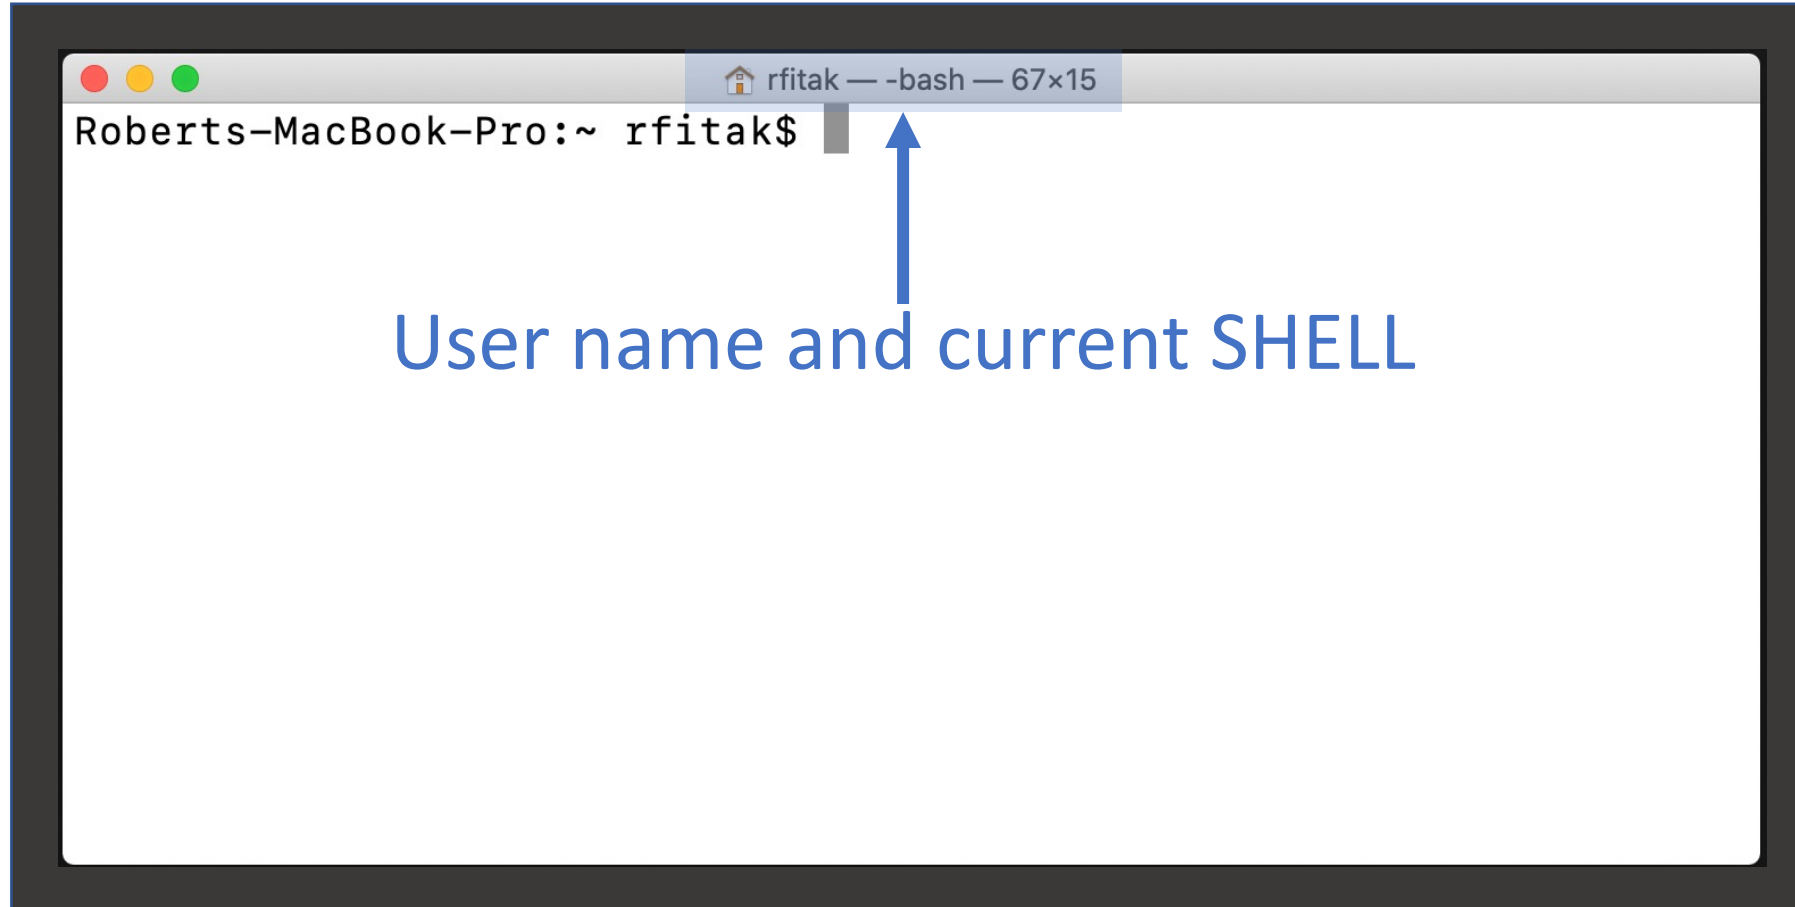 rfitak — -bash — 67×15
Roberts-MacBook-Pro:~ rfitak$
User name and current SHELL